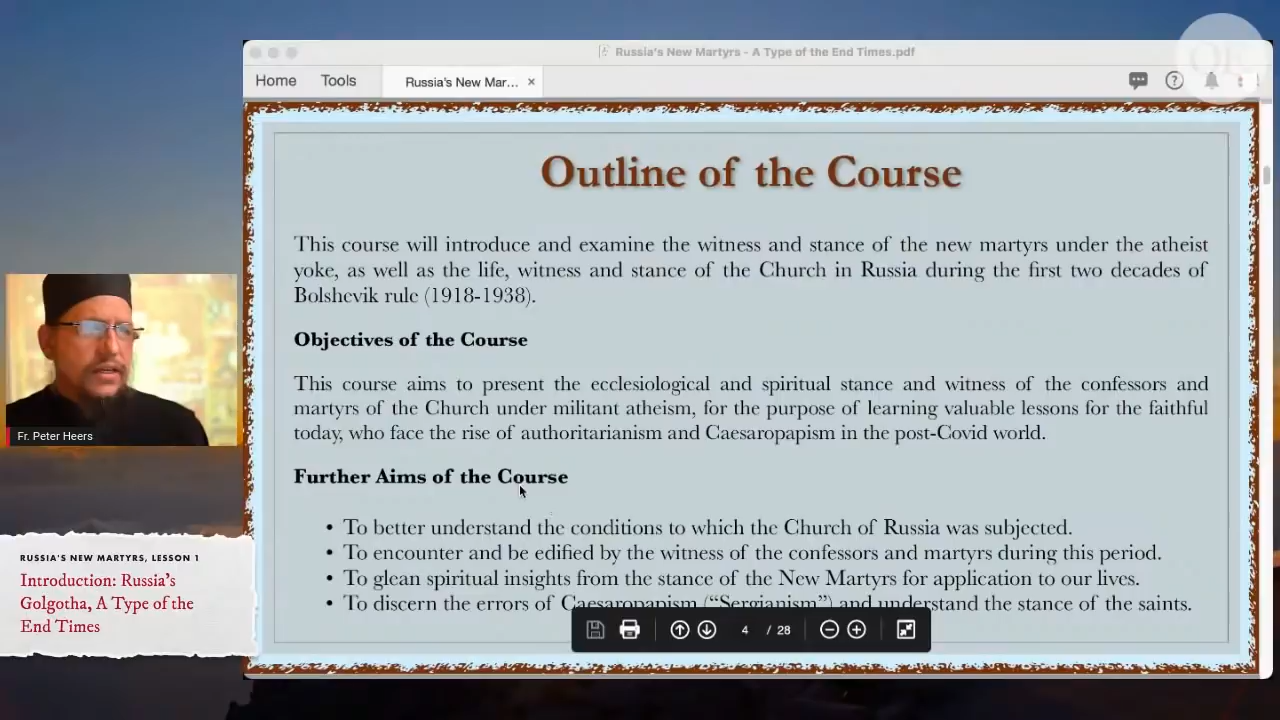 Russia's New Martyrs - A Type of the End Times.pdf
Home Tools Russia's New Mar... ×
Outline of the Course
This course will introduce and examine the witness and stance of the new martyrs under the atheist
yoke, as well as the life, witness and stance of the Church in Russia during the first two decades of
Bolshevik rule (1918-1938).
Objectives of the Course
This course aims to present the ecclesiological and spiritual stance and witness of the confessors and
martyrs of the Church under militant atheism, for the purpose of learning valuable lessons for the faithful
today, who face the rise of authoritarianism and Caesaropapism in the post-Covid world.
Further Aims of the Course
• To better understand the conditions to which the Church of Russia was subjected.
• To encounter and be edified by the witness of the confessors and martyrs during this period.
• To glean spiritual insights from the stance of the New Martyrs for application to our lives.
• To discern the errors of Caesaropapism (“Sergianism”) and understand the stance of the saints.
4 / 28
Fr. Peter Heers
RUSSIA'S NEW MARTYRS, LESSON 1
Introduction: Russia's
Golgotha, A Type of the
End Times